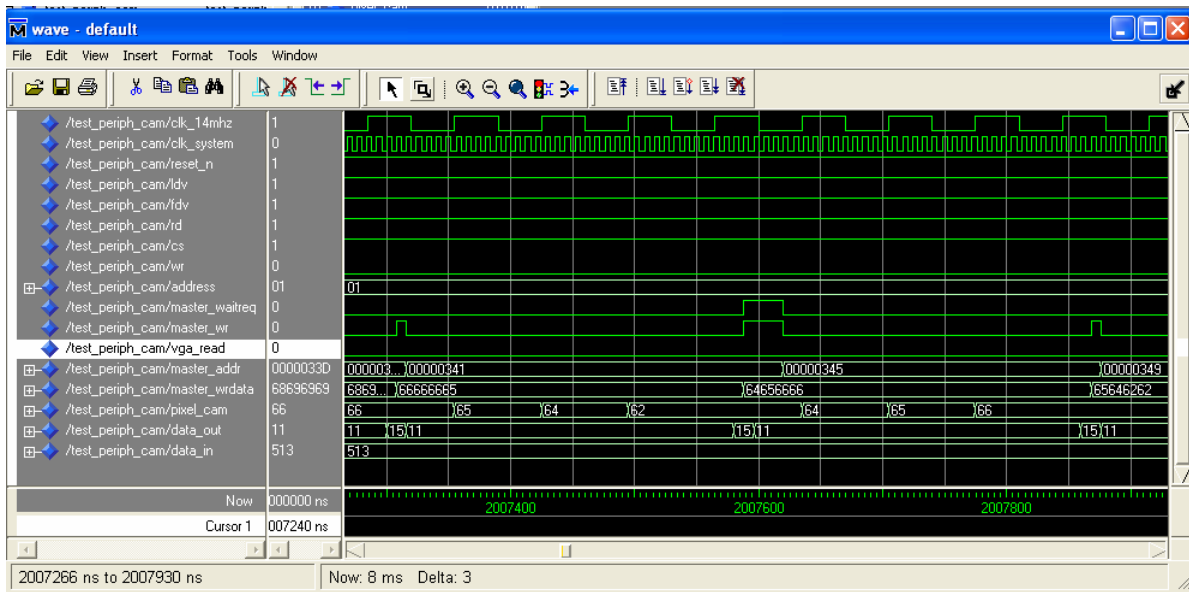 wave - default
File Edit View Insert Format Tools Window
/test_periph_cam/clk_14mhz 1
/test_periph_cam/clk_system 0
/test_periph_cam/reset_n 1
/test_periph_cam/ldv 1
/test_periph_cam/fdv 1
/test_periph_cam/rd 1
/test_periph_cam/cs 1
/test_periph_cam/wr 0
/test_periph_cam/address 01 01
/test_periph_cam/master_waitreq 0
/test_periph_cam/master_wr 0
/test_periph_cam/vga_read 0
/test_periph_cam/master_addr 0000033D 000003... 00000341 00000345 00000349
/test_periph_cam/master_wrdata 68696969 6869... 66666665 64656666 65646262
/test_periph_cam/pixel_cam 66 66 65 64 62 64 65 66
/test_periph_cam/data_out 11 11 15 11 15 11 15 11
/test_periph_cam/data_in 513 513
Now 000000 ns 2007400 2007600 2007800
Cursor 1 007240 ns
2007266 ns to 2007930 ns Now: 8 ms Delta: 3